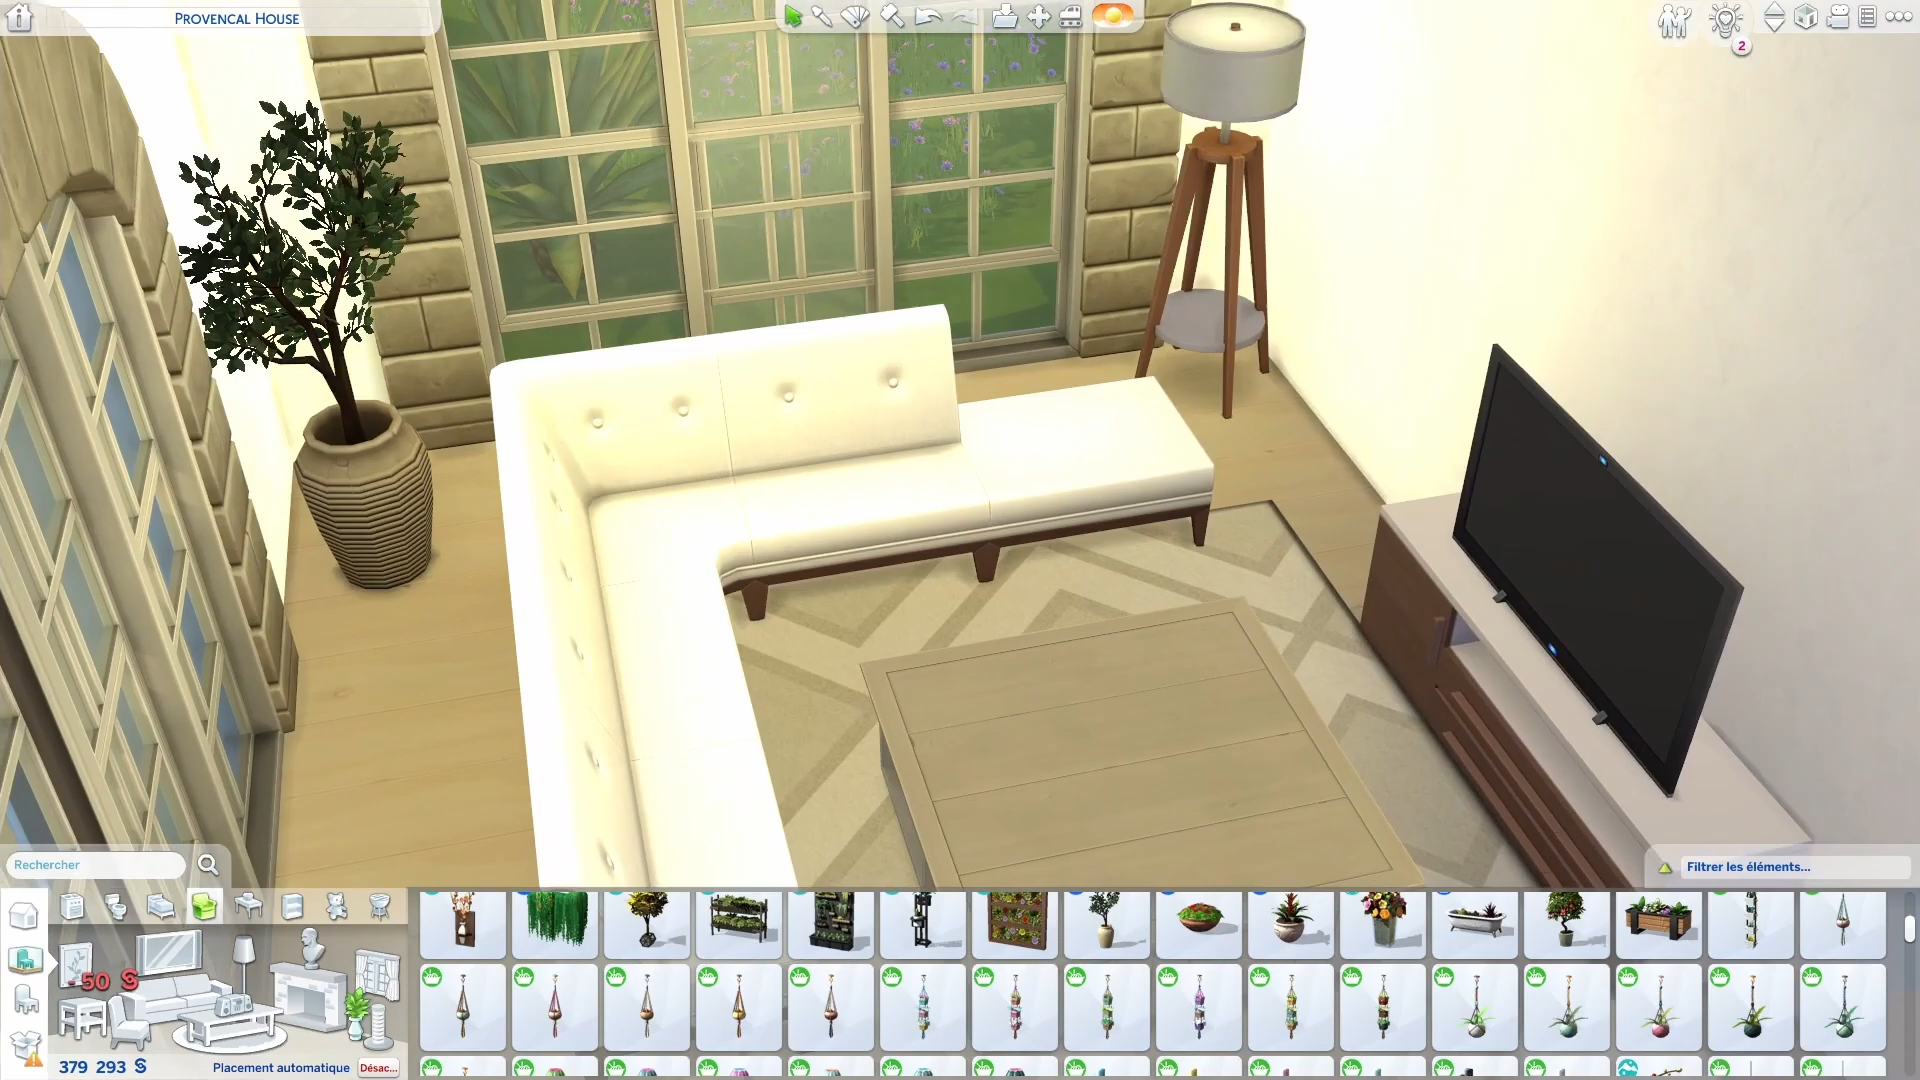 PROVENCAL HOUSE
2
Rechercher
Filtrer les éléments...
50 S
379 293 S
Placement automatique
Désac...